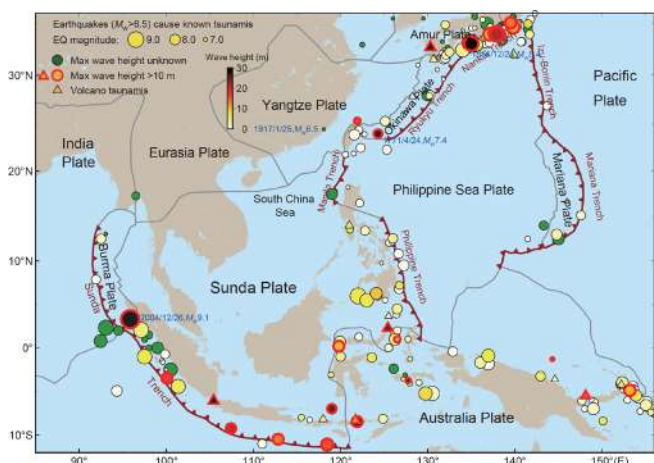 Earthquakes (Mw>6.5) cause known tsunamis
EQ magnitude: 9.0 8.0 7.0
Max wave height unknown
Max wave height >10 m
Volcano tsunamis
Wave height (m)
30
20
10
0
Amur Plate
Pacific
Plate
Izu-Bonin Trench
Okinawa Plate
Ryukyu Trench
Yangtze Plate
1917/1/25,Mw6.5
1/4/24,Mw7.4
India
Plate
Eurasia Plate
Manila Trench
South China
Sea
Philippine Sea Plate
Mariana Plate
Mariana
Trench
Burma Plate
Sunda
Trench
Sunda Plate
Philippine Trench
2004/12/26,Mw9.1
Australia Plate
30°N
20°N
10°N
0°
10°S
90°
100°
110°
120°
130°
140°
150°(E)